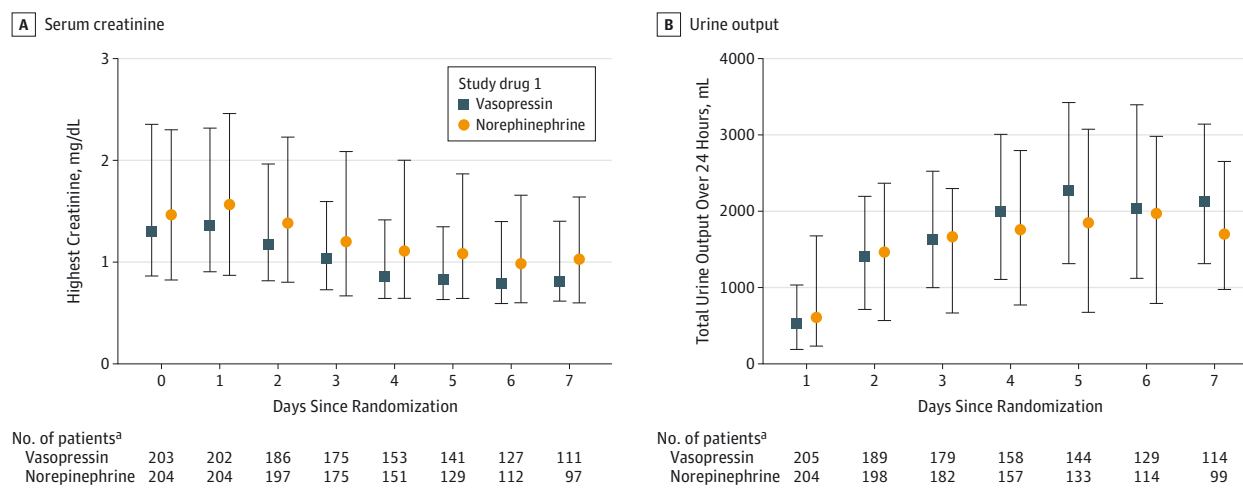 A Serum creatinine
3
2
1
0
Highest Creatinine, mg/dL
Study drug 1
Vasopressin
Norephinephrine
0 1 2 3 4 5 6 7
Days Since Randomization
No. of patientsa
Vasopressin 203 202 186 175 153 141 127 111
Norepinephrine 204 204 197 175 151 129 112 97
B Urine output
4000
3000
2000
1000
0
Total Urine Output Over 24 Hours, mL
1 2 3 4 5 6 7
Days Since Randomization
No. of patientsa
Vasopressin 205 189 179 158 144 129 114
Norepinephrine 204 198 182 157 133 114 99